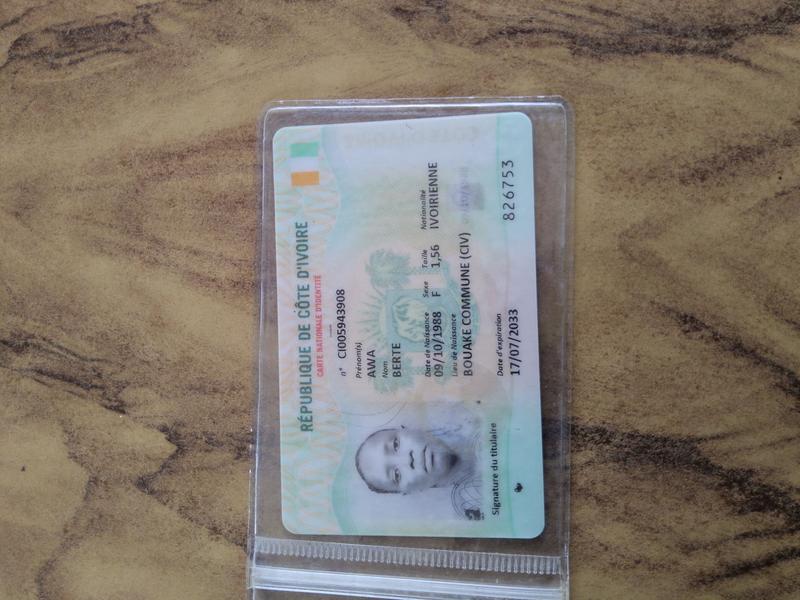 RÉPUBLIQUE DE CÔTE D'IVOIRE
CARTE NATIONALE D'IDENTITÉ
n° CI005943908
Prénom(s)
AWA
Nom
BERTE
Date de Naissance Sexe Taille Nationalité
09/10/1988 F 1,56 IVOIRIENNE
Lieu de Naissance
BOUAKE COMMUNE (CIV)
Signature du titulaire
Date d'expiration
17/07/2033
826753